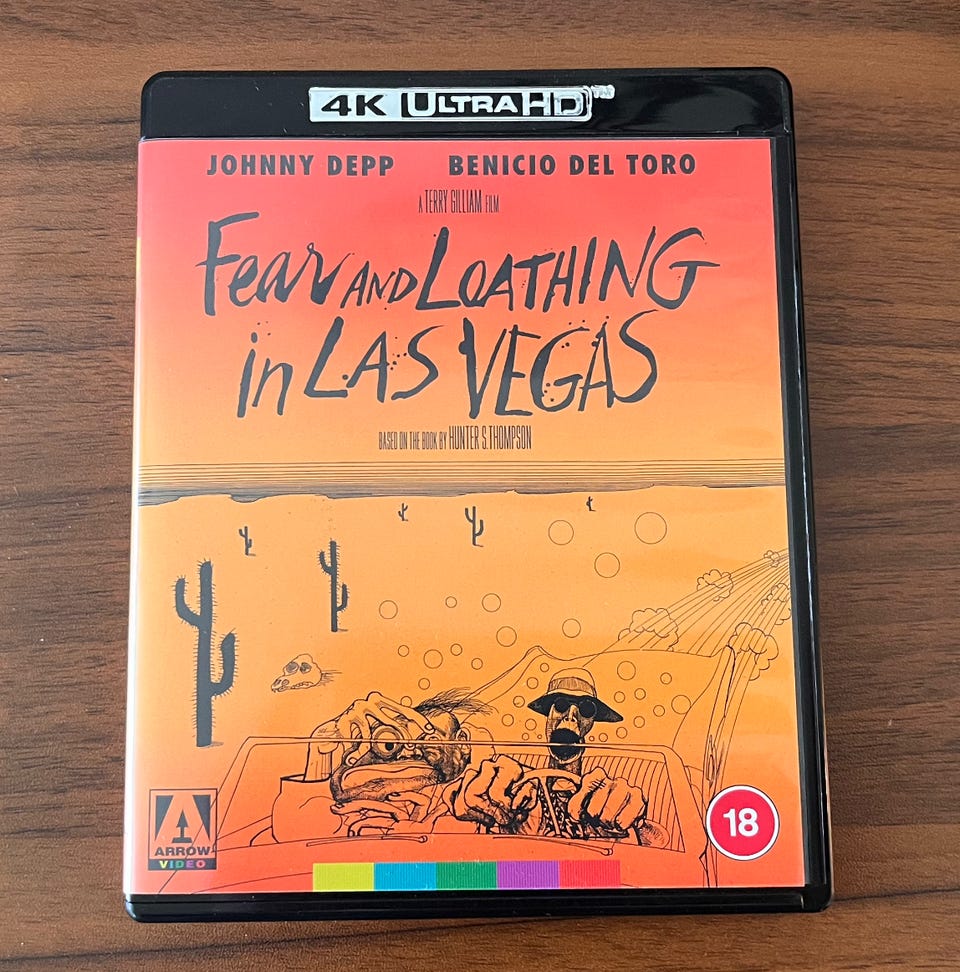 4K ULTRA HD™
JOHNNY DEPP BENICIO DEL TORO
A TERRY GILLIAM FILM
Fear AND LOATHING
in LAS VEGAS
BASED ON THE BOOK BY HUNTER S. THOMPSON
ARROW
VIDEO
18